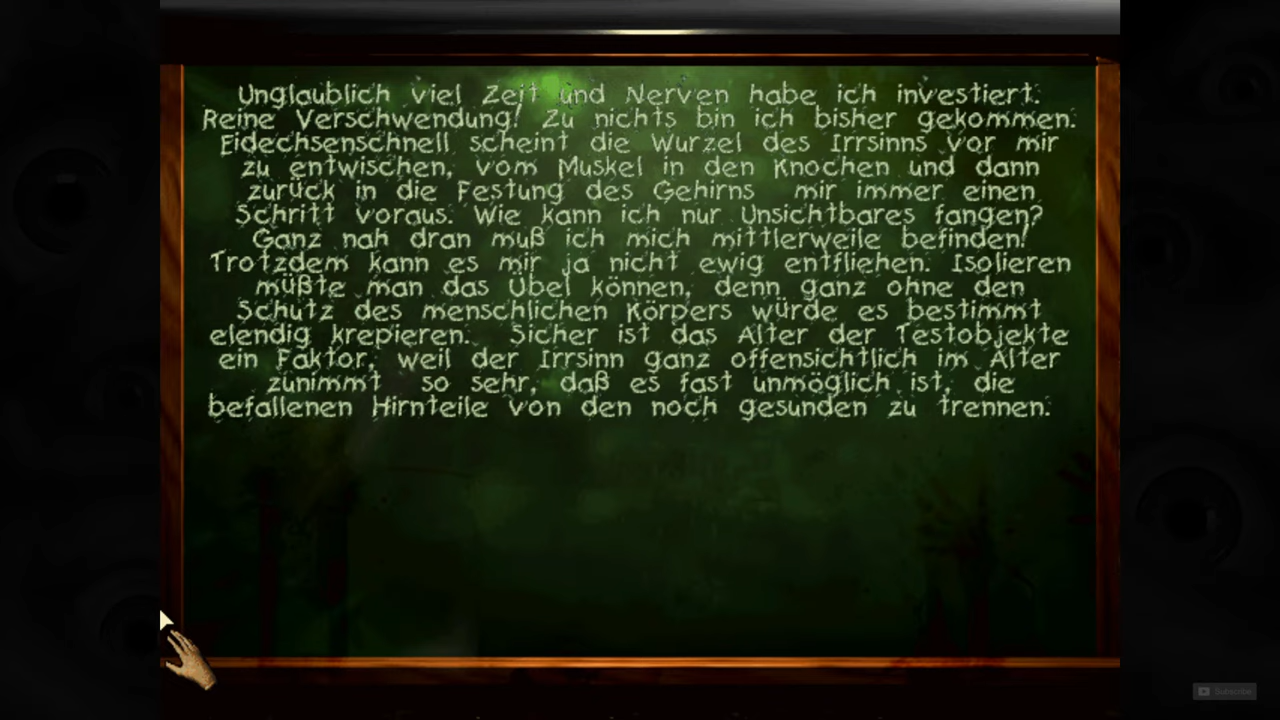 Unglaublich viel Zeit und Nerven habe ich investiert.
Reine Verschwendung! Zu nichts bin ich bisher gekommen.
Eidechsenschnell scheint die Wurzel des Irrsinns vor mir
zu entwischen, vom Muskel in den Knochen und dann
zurück in die Festung des Gehirns mir immer einen
Schritt voraus. Wie kann ich nur Unsichtbares fangen?
Ganz nah dran muß ich mich mittlerweile befinden!
Trotzdem kann es mir ja nicht ewig entfliehen. Isolieren
müßte man das Übel können, denn ganz ohne den
Schutz des menschlichen Körpers würde es bestimmt
elendig krepieren. Sicher ist das Alter der Testobjekte
ein Faktor, weil der Irrsinn ganz offensichtlich im Alter
zunimmt so sehr, daß es fast unmöglich ist, die
befallenen Hirnteile von den noch gesunden zu trennen.
Subscribe